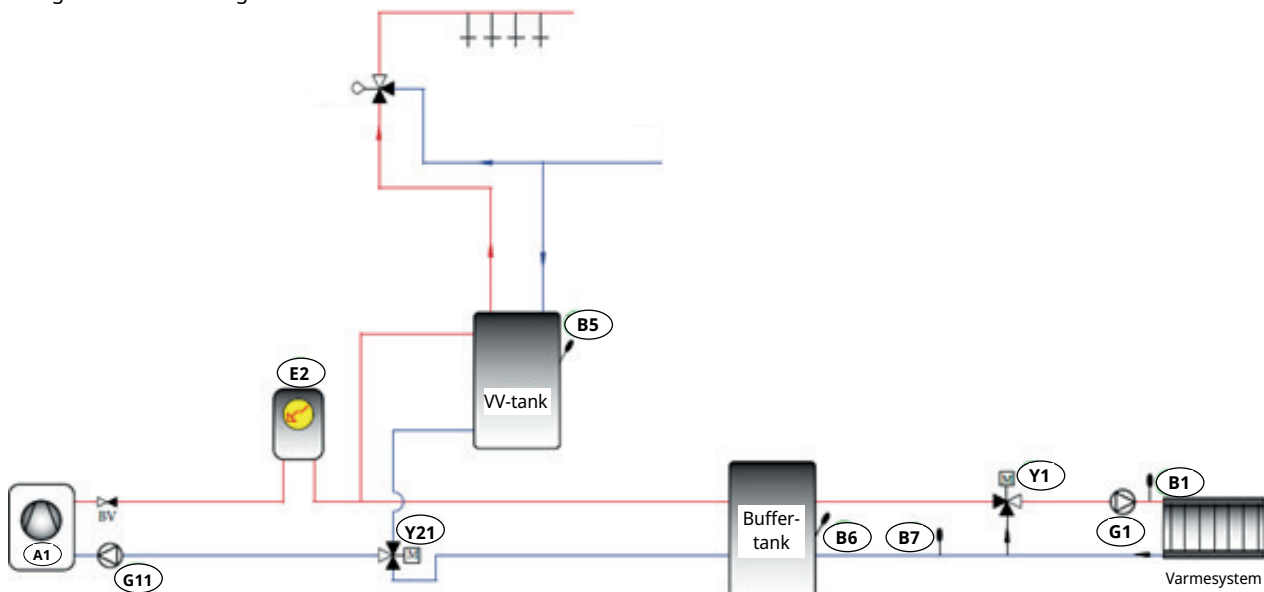 B5
E2
VV-tank
Y1
B1
BV
Y21
M
M
Buffer-
tank
B6
B7
G1
A1
G11
Varmesystem